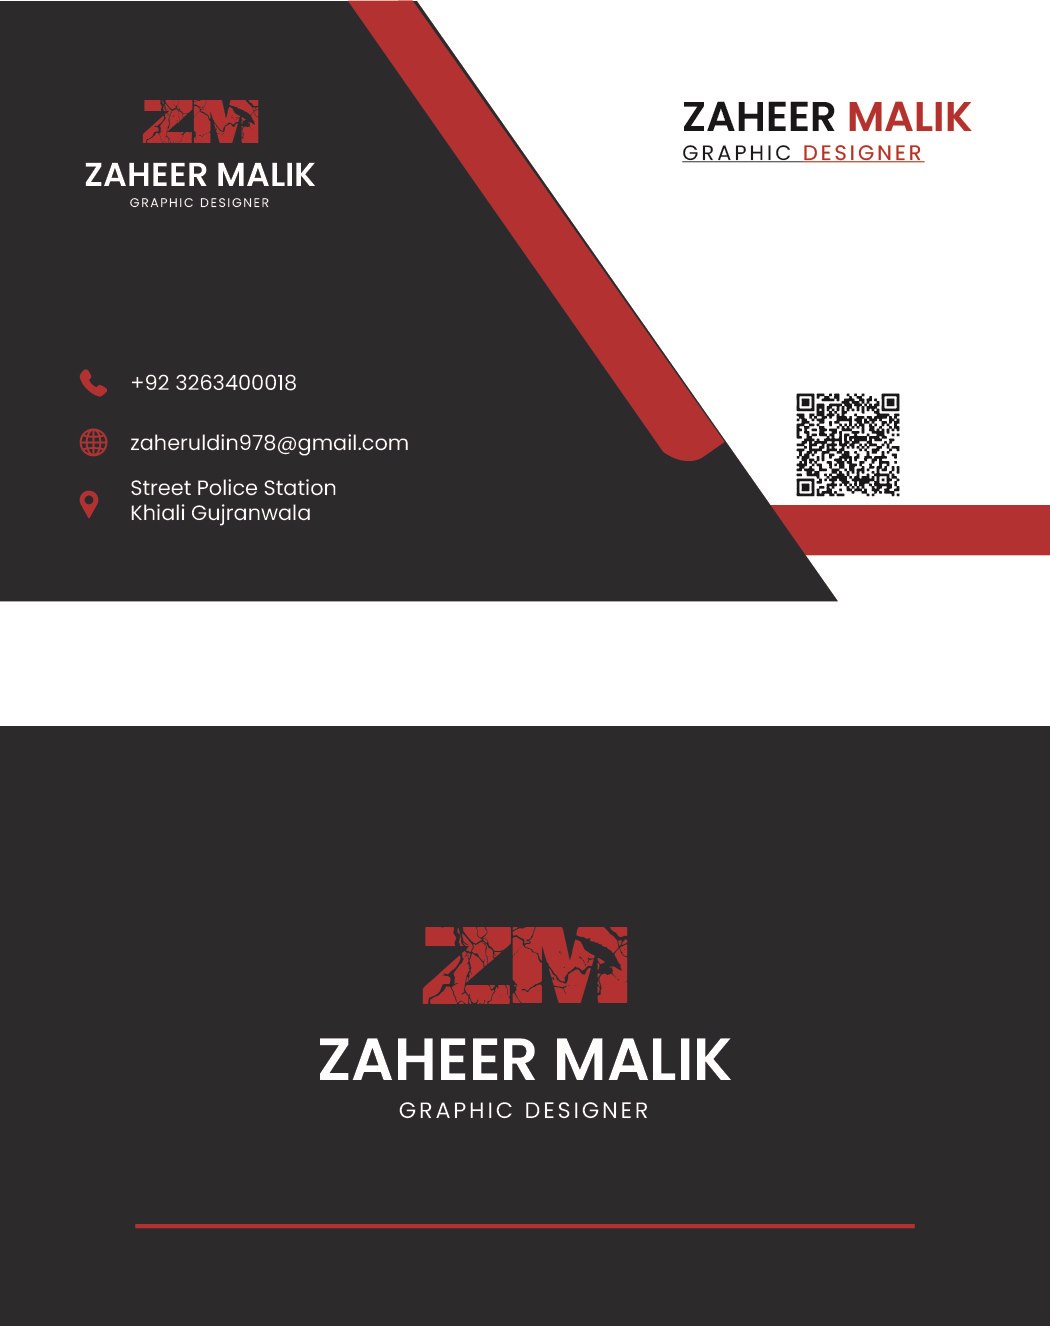 ZM
ZAHEER MALIK
GRAPHIC DESIGNER
ZAHEER MALIK
GRAPHIC DESIGNER
+92 3263400018
zaheruldin978@gmail.com
Street Police Station
Khiali Gujranwala
ZM
ZAHEER MALIK
GRAPHIC DESIGNER